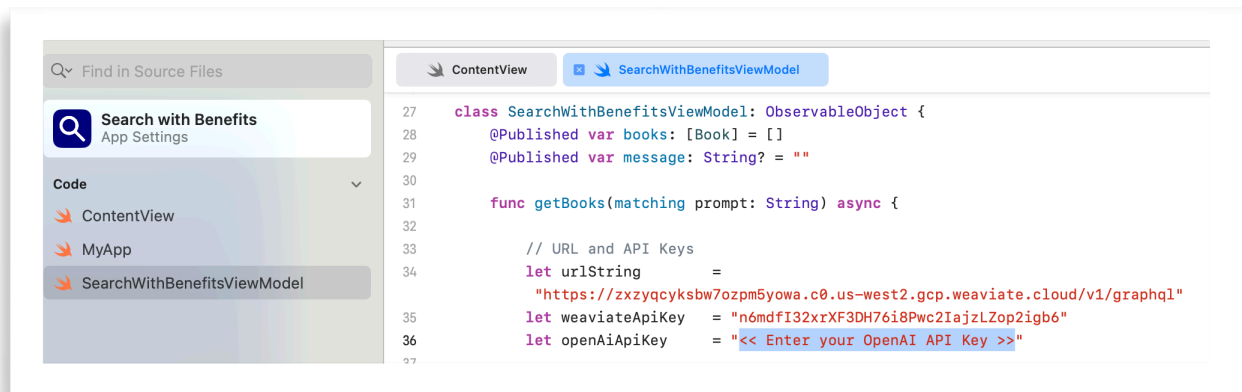 Find in Source Files
Search with Benefits
App Settings
Code
ContentView
MyApp
SearchWithBenefitsViewModel
ContentView
SearchWithBenefitsViewModel
27 class SearchWithBenefitsViewModel: ObservableObject {
28 @Published var books: [Book] = []
29 @Published var message: String? = ""
30
31 func getBooks(matching prompt: String) async {
32
33 // URL and API Keys
34 let urlString =
"https://zxzyqcyksbw7ozpm5yowa.c0.us-west2.gcp.weaviate.cloud/v1/graphql"
35 let weaviateApiKey = "n6mdfI32xrXF3DH76i8Pwc2IajzLZop2igb6"
36 let openAiApiKey = "<< Enter your OpenAI API Key >>"
37